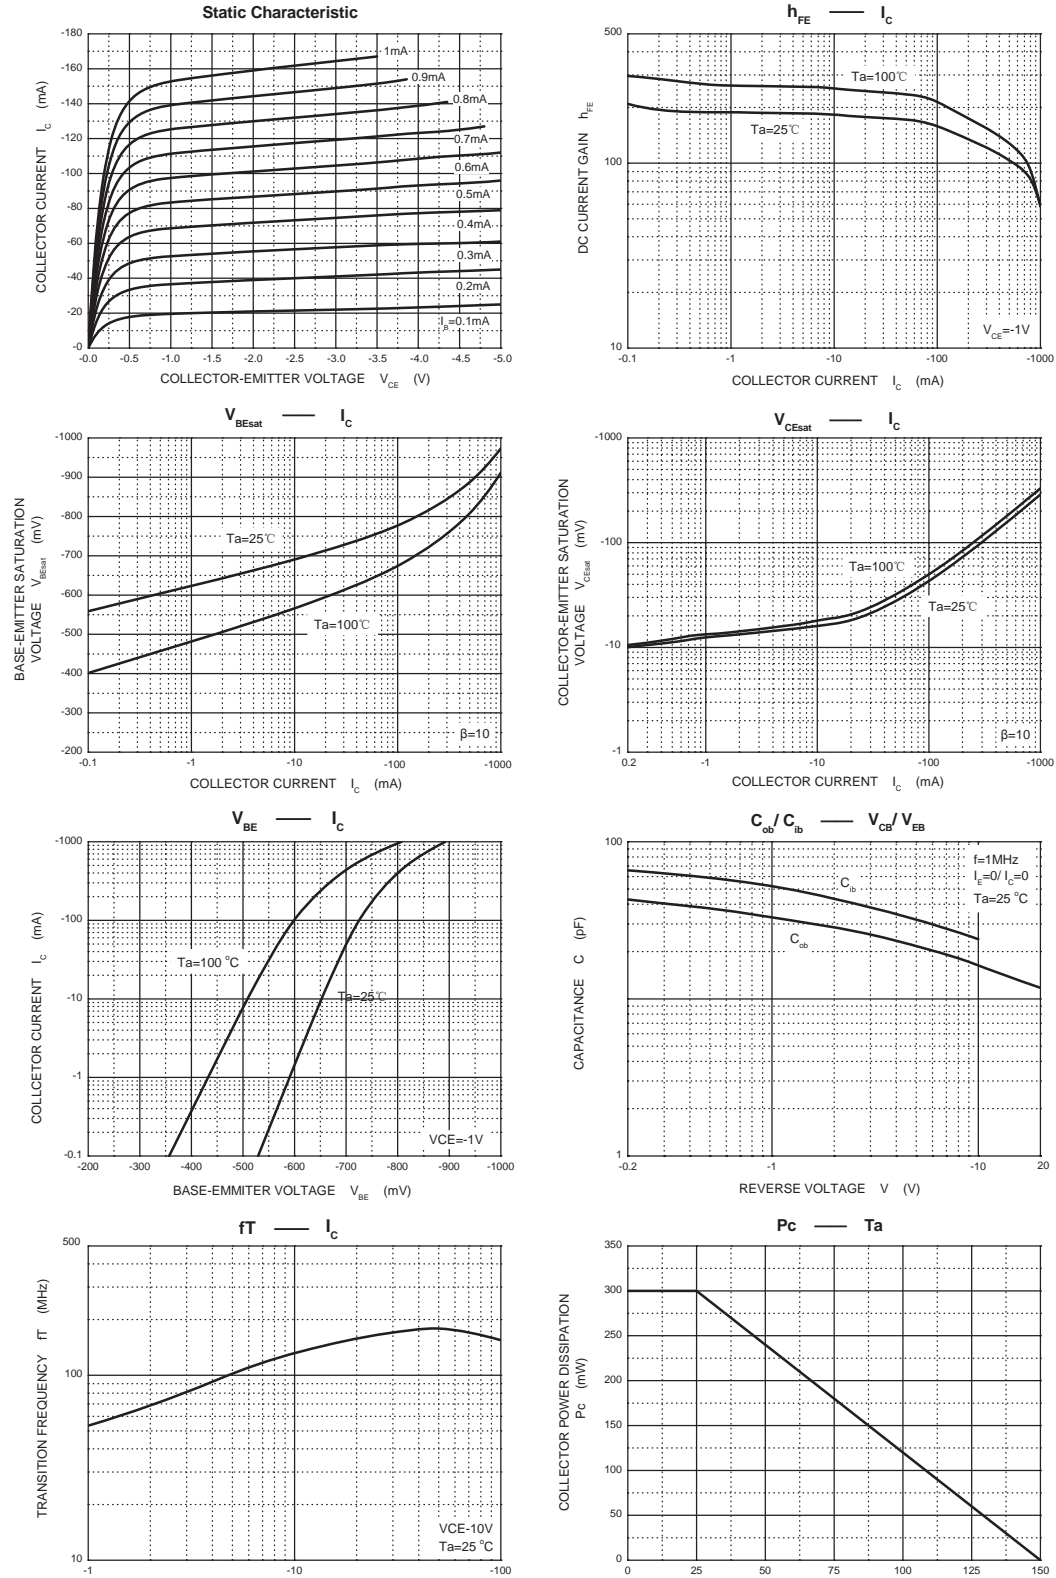 Static Characteristic
-180
-160
-140
-120
-100
-80
-60
-40
-20
-0
COLLECTOR CURRENT I_C (mA)
1mA
0.9mA
0.8mA
0.7mA
0.6mA
0.5mA
0.4mA
0.3mA
0.2mA
I_B=0.1mA
-0.0 -0.5 -1.0 -1.5 -2.0 -2.5 -3.0 -3.5 -4.0 -4.5 -5.0
COLLECTOR-EMITTER VOLTAGE V_CE (V)
h_FE —— I_C
500
100
10
DC CURRENT GAIN h_FE
Ta=100℃
Ta=25℃
V_CE=-1V
-0.1 -1 -10 -100 -1000
COLLECTOR CURRENT I_C (mA)
V_BEsat —— I_C
-1000
-900
-800
-700
-600
-500
-400
-300
-200
BASE-EMITTER SATURATION
VOLTAGE V_BEsat (mV)
Ta=25℃
Ta=100℃
β=10
-0.1 -1 -10 -100 -1000
COLLECTOR CURRENT I_C (mA)
V_CEsat —— I_C
-1000
-100
-10
-1
COLLECTOR-EMITTER SATURATION
VOLTAGE V_CEsat (mV)
Ta=100℃
Ta=25℃
β=10
0.2 -1 -10 -100 -1000
COLLECTOR CURRENT I_C (mA)
V_BE —— I_C
-1000
-100
-10
-1
-0.1
COLLCETOR CURRENT I_C (mA)
Ta=100 °C
Ta=25℃
VCE=-1V
-200 -300 -400 -500 -600 -700 -800 -900 -1000
BASE-EMMITER VOLTAGE V_BE (mV)
C_ob/ C_ib —— V_CB/ V_EB
100
1
CAPACITANCE C (pF)
f=1MHz
I_E=0/ I_C=0
Ta=25 °C
C_ib
C_ob
-0.2 -1 -10 20
REVERSE VOLTAGE V (V)
fT —— I_C
500
100
10
TRANSITION FREQUENCY fT (MHz)
VCE-10V
Ta=25 °C
-1 -10 -100
Pc —— Ta
350
300
250
200
150
100
50
0
COLLECTOR POWER DISSIPATION
Pc (mW)
0 25 50 75 100 125 150